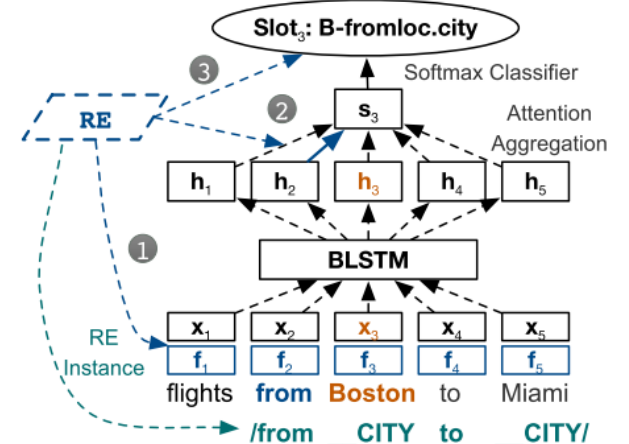 Slot₃: B-fromloc.city
3
Softmax Classifier
RE
2
s₃
Attention
Aggregation
h₁ h₂ h₃ h₄ h₅
1
BLSTM
x₁ x₂ x₃ x₄ x₅
RE
Instance
f₁ f₂ f₃ f₄ f₅
flights from Boston to Miami
/from __CITY to __CITY/